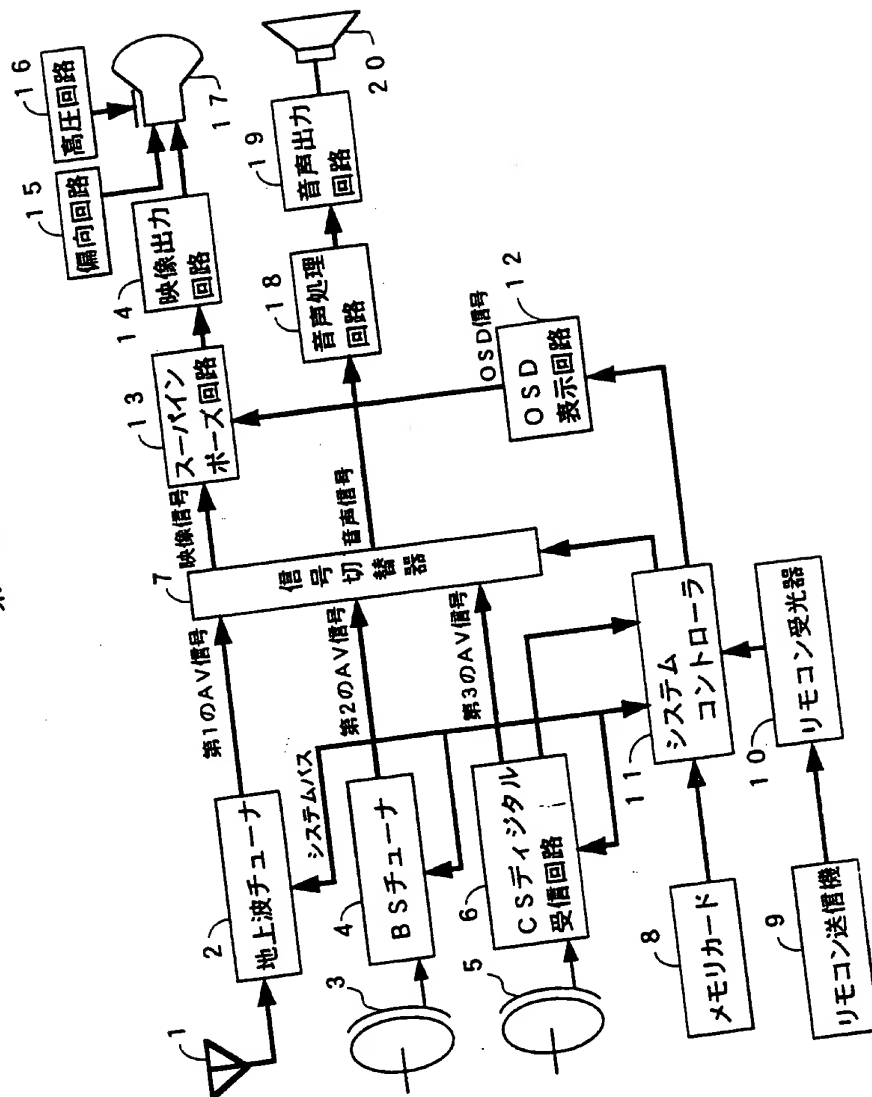 第
1
2
地上波チューナ
第1のAV信号
3
4
BSチューナ
システムバス
第2のAV信号
5
6
CSディジタル
受信回路
第3のAV信号
7
信号切替器
映像信号
音声信号
8
メモリカード
9
リモコン送信機
10
リモコン受光器
11
システム
コントローラ
12
OSD
表示回路
OSD信号
13
スーパイン
ポーズ回路
14
映像出力
回路
15
偏向回路
16
高圧回路
17
18
音声処理
回路
19
音声出力
回路
20